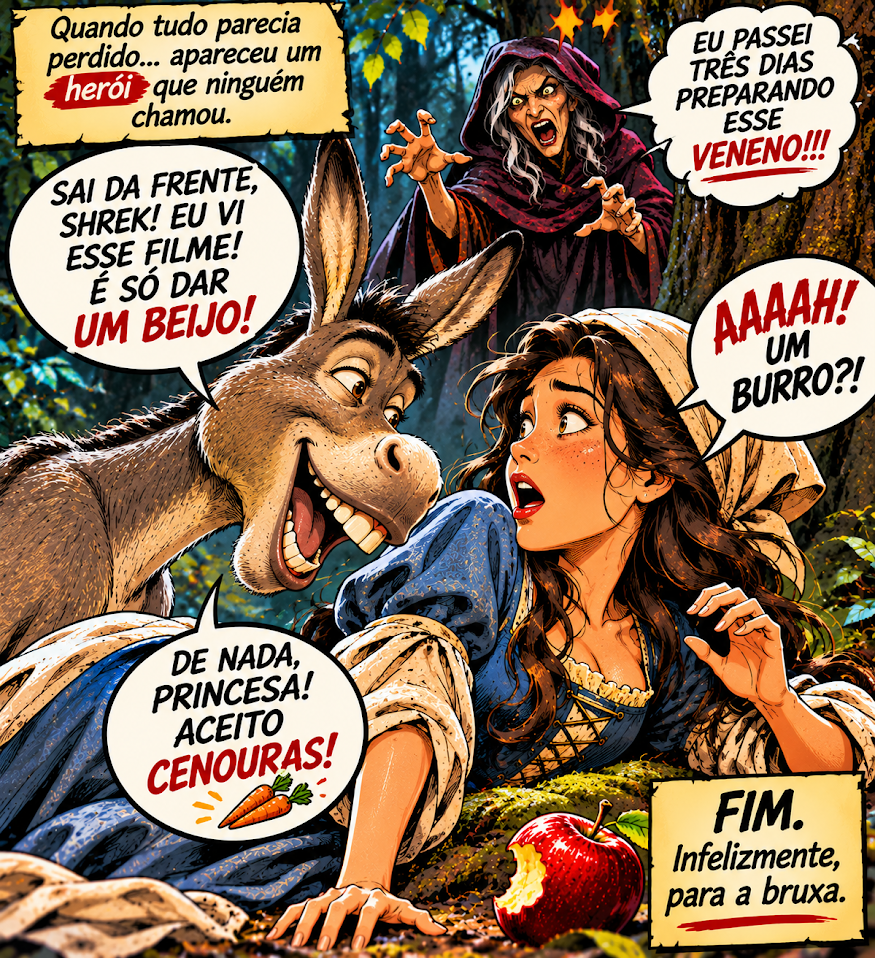 Quando tudo parecia
perdido... apareceu um
herói que ninguém
chamou.
EU PASSEI
TRÊS DIAS
PREPARANDO
ESSE
VENENO!!!
SAI DA FRENTE,
SHREK! EU VI
ESSE FILME!
É SÓ DAR
UM BEIJO!
AAAAH!
UM
BURRO?!
DE NADA,
PRINCESA!
ACEITO
CENOURAS!
FIM.
Infelizmente,
para a bruxa.